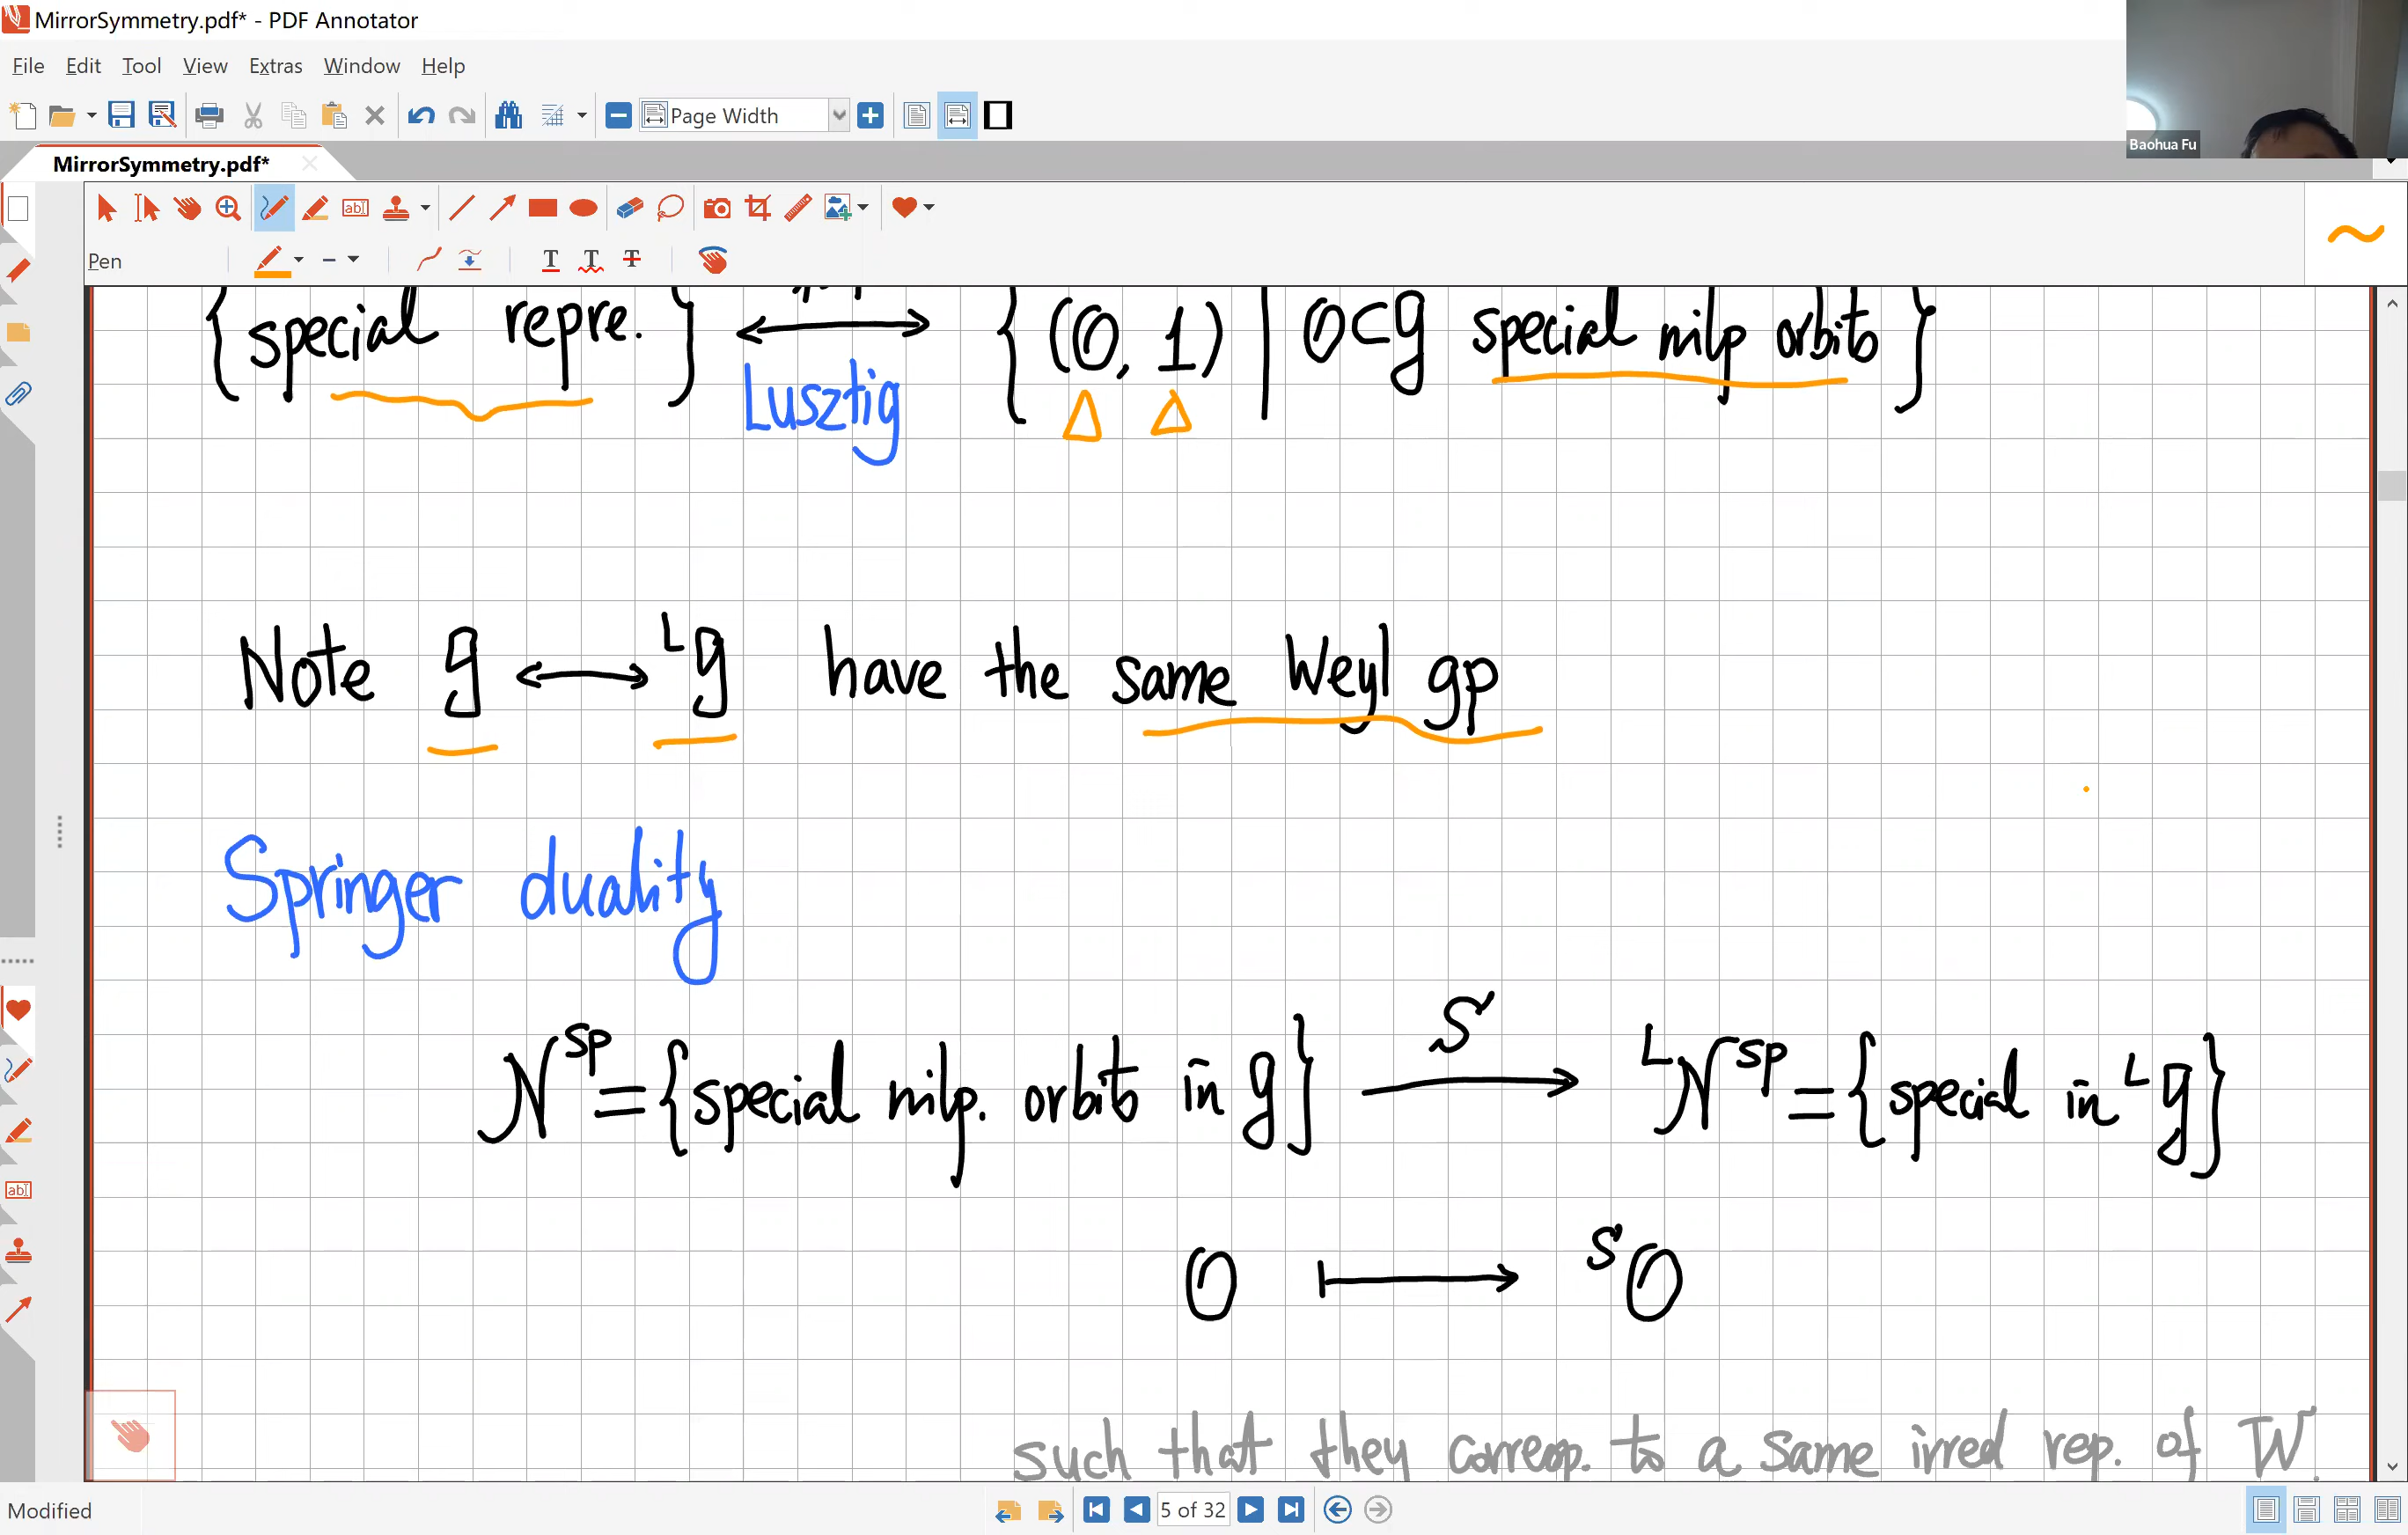 MirrorSymmetry.pdf* - PDF Annotator
File Edit Tool View Extras Window Help
Page Width
Baohua Fu
MirrorSymmetry.pdf*
Pen
{special repre.} ⟷ {(O, 1) | O⊂g special nilp orbits}
Lusztig
Note g ⟷ ᴸg have the same Weyl gp
Springer duality
N^sp = {special nilp. orbits in g} —S→ ᴸN^sp = {special in ᴸg}
O ⟼ ˢO
such that they corresp. to a same irred rep. of W.
Modified
5 of 32